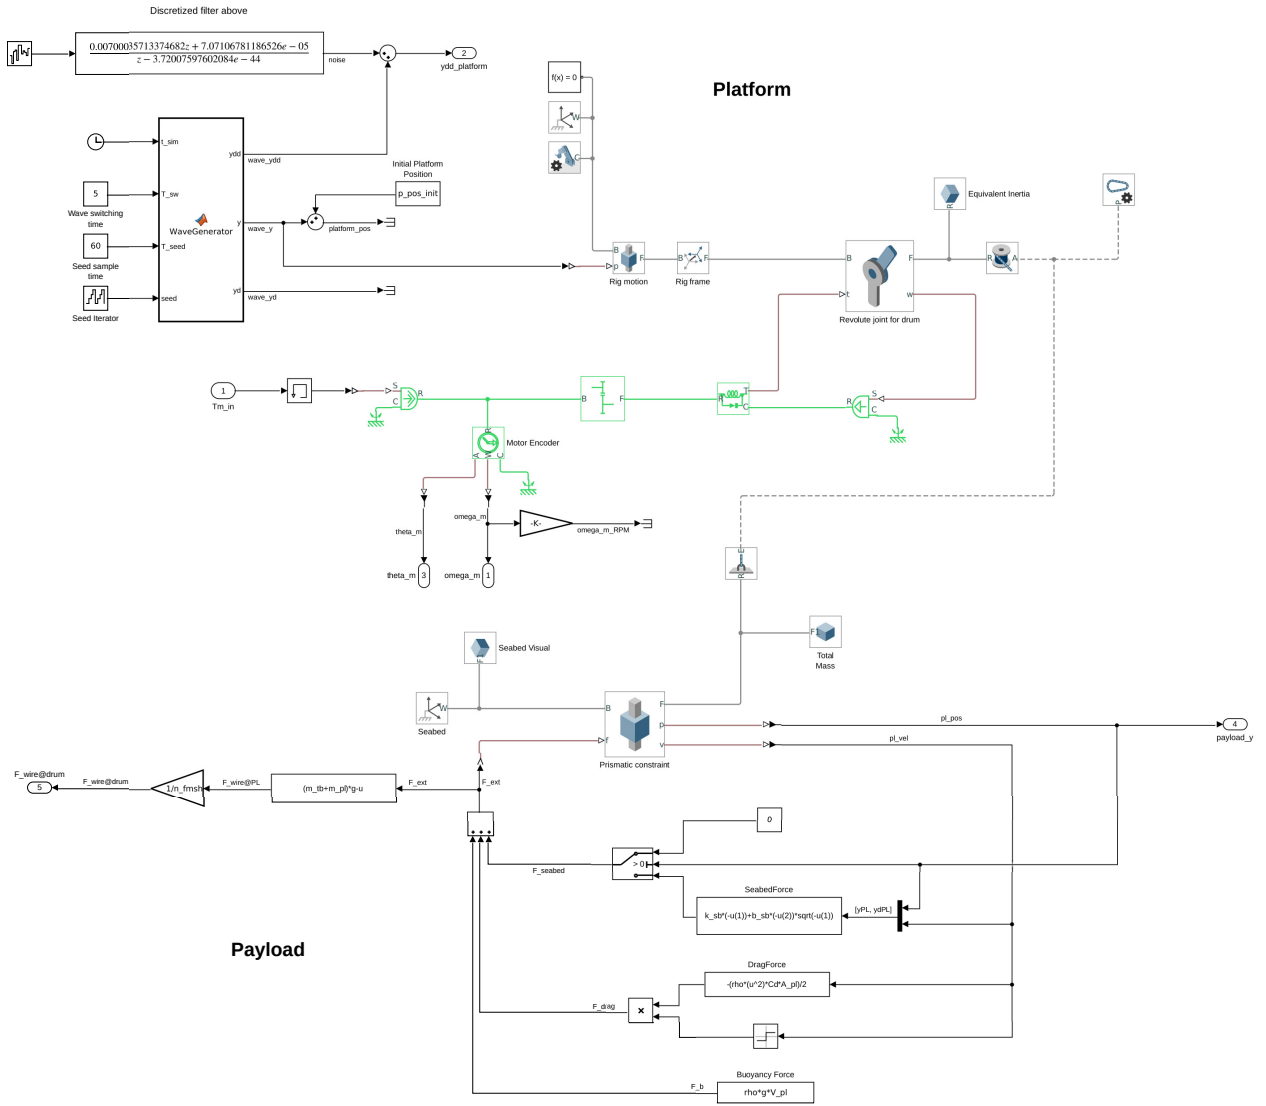 Discretized filter above
0.00700035713374682z + 7.07106781186526e − 05
z − 3.72007597602084e − 44
noise
2
ydd_platform
Platform
f(x) = 0
W
C
t_sim
ydd
wave_ydd
5
T_sw
Wave switching
time
Initial Platform
Position
p_pos_init
WaveGenerator
y
wave_y
platform_pos
60
T_seed
Seed sample
time
seed
Seed Iterator
yd
wave_yd
B
F
p
Rig motion
B
F
Rig frame
B
F
t
w
Revolute joint for drum
R
Equivalent Inertia
R
A
P
1
Tm_in
S
C
R
B
F
R
T
C
R
S
C
R
A
W
C
Motor Encoder
theta_m
omega_m
-K-
omega_m_RPM
theta_m
3
omega_m
1
E
R
F1
Total
Mass
F1
Seabed Visual
W
Seabed
B
F
p
f
v
Prismatic constraint
pl_pos
4
payload_y
pl_vel
F_wire@drum
5
F_wire@drum
1/n_fmsh
F_wire@PL
(m_tb+m_pl)*g-u
F_ext
F_ext
0
> 0
F_seabed
SeabedForce
k_sb*(-u(1))+b_sb*(-u(2))*sqrt(-u(1))
[yPL, ydPL]
Payload
DragForce
-(rho*(u^2)*Cd*A_pl)/2
F_drag
×
Buoyancy Force
rho*g*V_pl
F_b